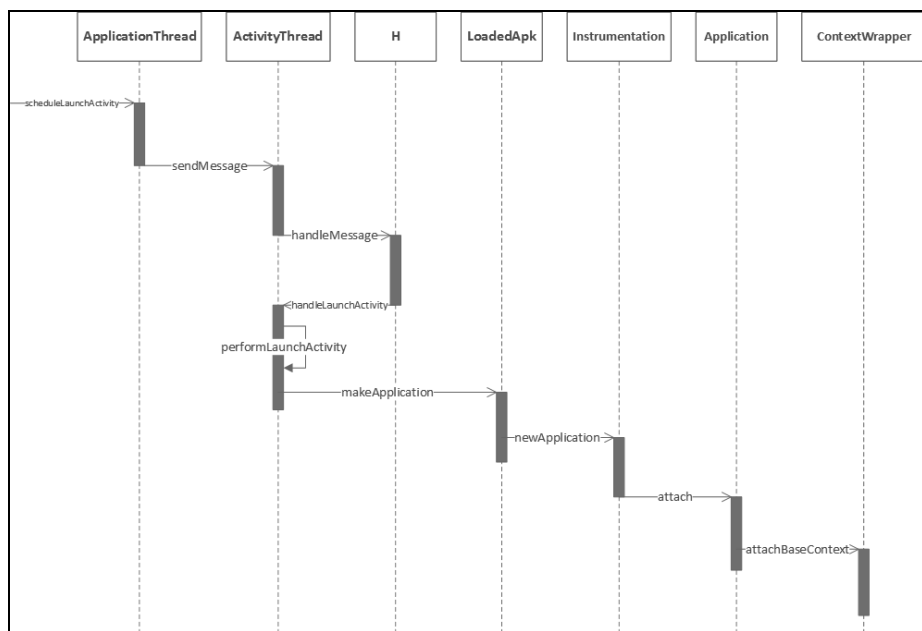 ApplicationThread
ActivityThread
H
LoadedApk
Instrumentation
Application
ContextWrapper
scheduleLaunchActivity
sendMessage
handleMessage
handleLaunchActivity
performLaunchActivity
makeApplication
newApplication
attach
attachBaseContext